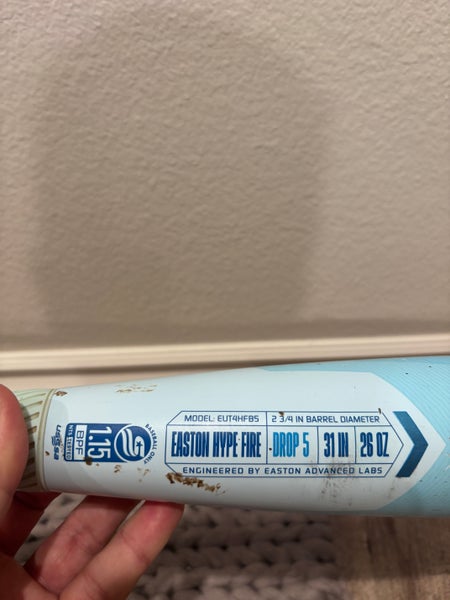 MODEL: EUT4HFB5
2 3/4 IN BARREL DIAMETER
EASTON HYPE FIRE
-DROP 5
31 IN
26 OZ
ENGINEERED BY EASTON ADVANCED LABS
1.15
BPF
USSSA